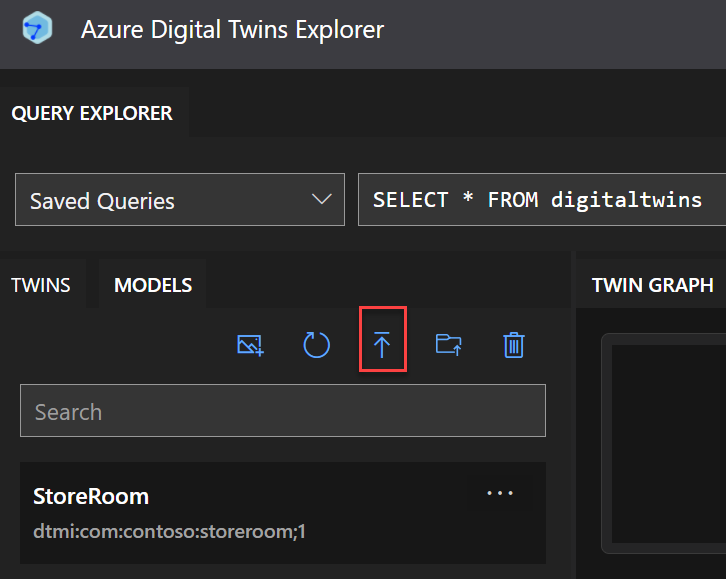 Azure Digital Twins Explorer
QUERY EXPLORER
Saved Queries
SELECT * FROM digitaltwins
TWINS
MODELS
TWIN GRAPH
Search
StoreRoom
...
dtmi:com:contoso:storeroom;1